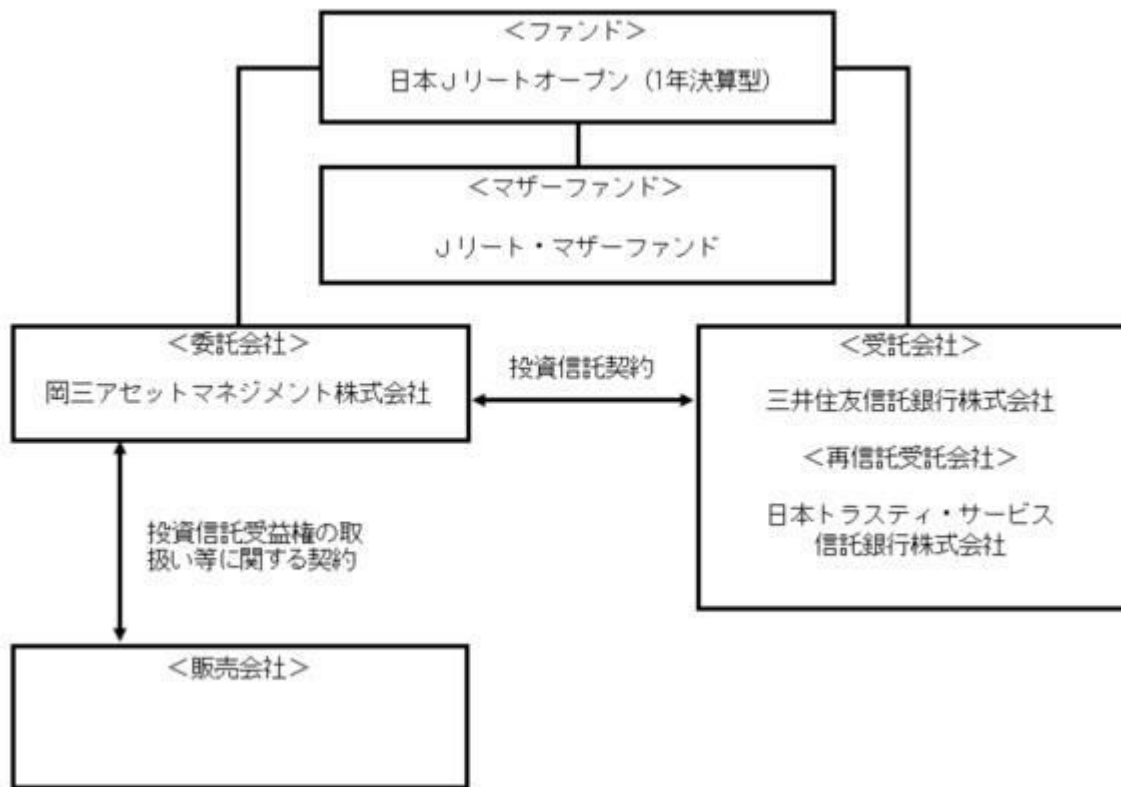 ＜ファンド＞
日本Ｊリートオープン（1年決算型）
＜マザーファンド＞
Ｊリート・マザーファンド
＜委託会社＞
岡三アセットマネジメント株式会社
投資信託契約
＜受託会社＞
三井住友信託銀行株式会社
＜再信託受託会社＞
日本トラスティ・サービス
信託銀行株式会社
投資信託受益権の取
扱い等に関する契約
＜販売会社＞